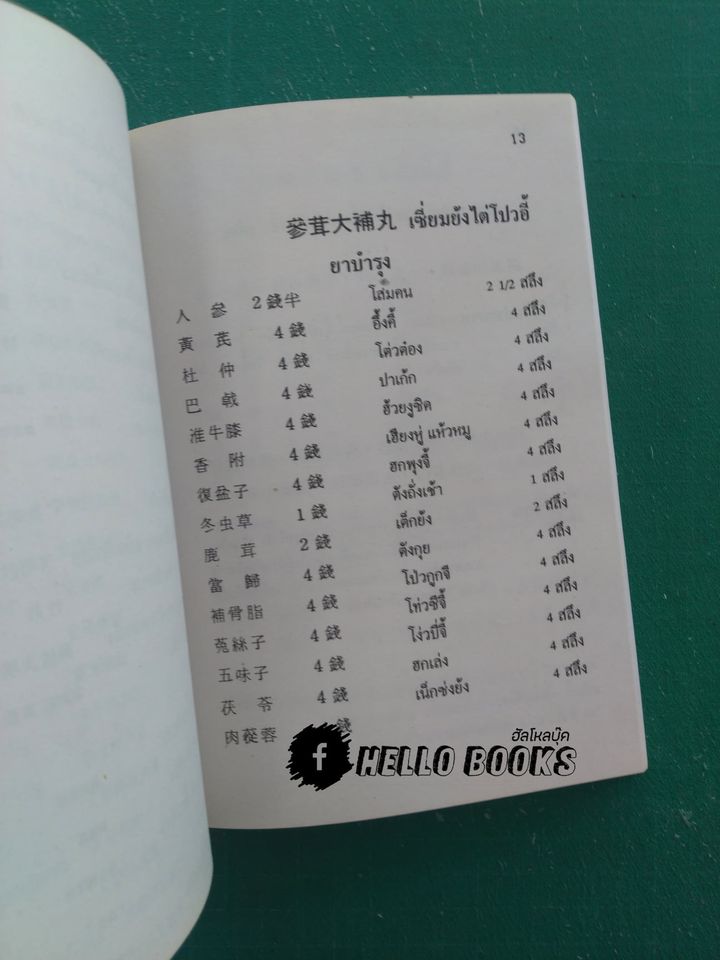 13
參茸大補丸 เซี่ยมยังไต่โปวอี้
ยาบำรุง
人 參 2錢半 โสมคน 2 1/2 สลึง
黃 芪 4錢 อึ้งคี้ 4 สลึง
杜 仲 4錢 โต่วต๋อง 4 สลึง
巴 戟 4錢 ปาเก้ก 4 สลึง
准牛膝 4錢 ฮ้วยงูชิด 4 สลึง
香 附 4錢 เฮียงหู่ แห้วหมู 4 สลึง
復盆子 4錢 ฮกพุงจี้ 4 สลึง
冬虫草 1錢 ตังถั่งเช้า 1 สลึง
鹿 茸 2錢 เต็กยัง 2 สลึง
當 歸 4錢 ตังกุย 4 สลึง
補骨脂 4錢 โป่วกูกจี 4 สลึง
菟絲子 4錢 โท่วซีจี้ 4 สลึง
五味子 4錢 โง่วบี่จี้ 4 สลึง
茯 苓 4錢 ฮกเล่ง 4 สลึง
肉蓯蓉 錢 เน็กซ่งยัง 4 สลึง
ฮัลโหลบุ๊ค
f HELLO BOOKS